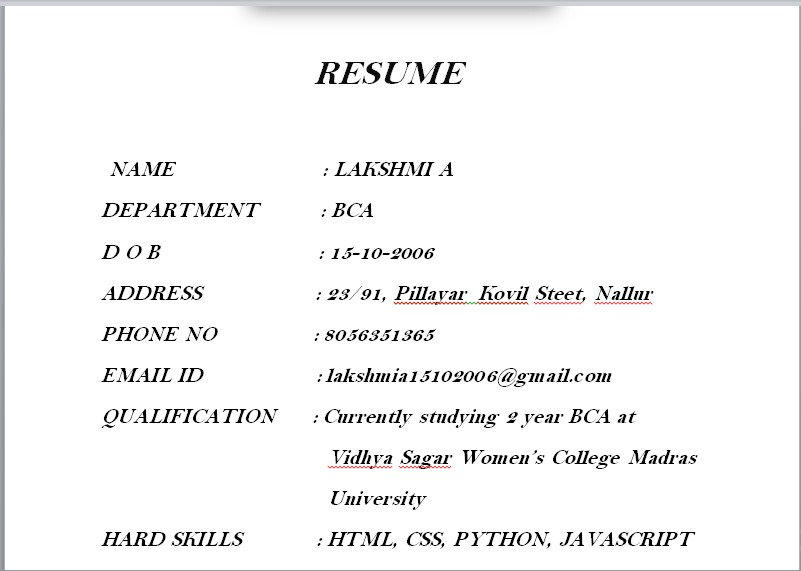 RESUME
NAME : LAKSHMI A
DEPARTMENT : BCA
D O B : 15-10-2006
ADDRESS : 23/91, Pillayar Kovil Steet, Nallur
PHONE NO : 8056351365
EMAIL ID : lakshmia15102006@gmail.com
QUALIFICATION : Currently studying 2 year BCA at
Vidhya Sagar Women's College Madras
University
HARD SKILLS : HTML, CSS, PYTHON, JAVASCRIPT